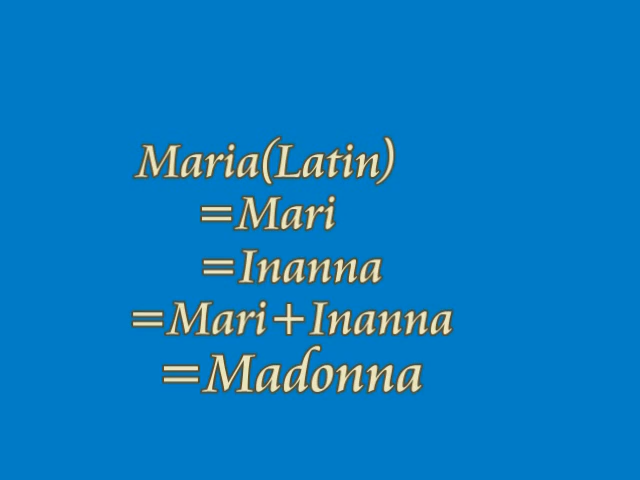 Maria(Latin)
=Mari
=Inanna
=Mari+Inanna
=Madonna